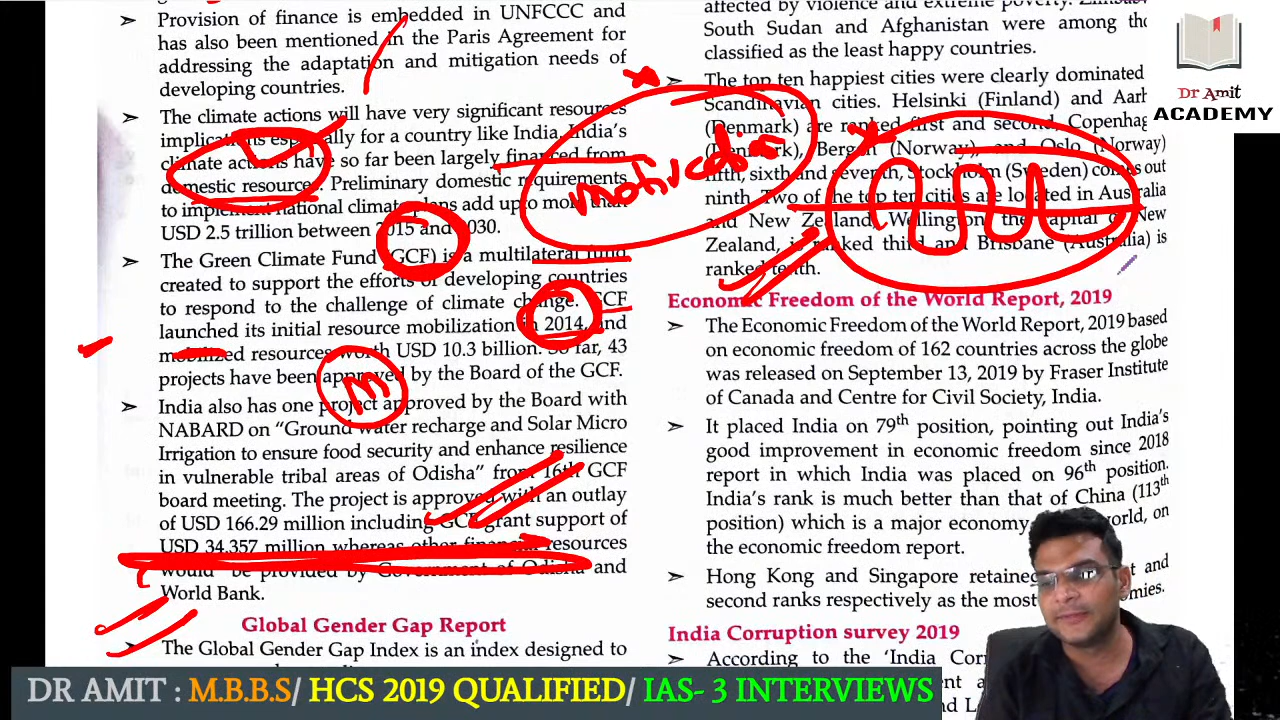 Provision of finance is embedded in UNFCCC and
has also been mentioned in the Paris Agreement for
addressing the adaptation and mitigation needs of
developing countries.
➤ The climate actions will have very significant resources
implications especially for a country like India. India's
climate actions have so far been largely financed from
domestic resources. Preliminary domestic requirements
to implement national climate plans add upto more than
USD 2.5 trillion between 2015 and 2030.
➤ The Green Climate Fund (GCF) is a multilateral fund
created to support the efforts of developing countries
to respond to the challenge of climate change. GCF
launched its initial resource mobilization in 2014, and
mobilized resources worth USD 10.3 billion. So far, 43
projects have been approved by the Board of the GCF.
➤ India also has one project approved by the Board with
NABARD on "Ground water recharge and Solar Micro
Irrigation to ensure food security and enhance resilience
in vulnerable tribal areas of Odisha" from 16th GCF
board meeting. The project is approved with an outlay
of USD 166.29 million including GCF grant support of
USD 34.357 million whereas other financial resources
would be provided by Government of Odisha and
World Bank.
Global Gender Gap Report
The Global Gender Gap Index is an index designed to
affected by violence and extreme poverty.
South Sudan and Afghanistan were among the
classified as the least happy countries.
➤ The top ten happiest cities were clearly dominated
Scandinavian cities. Helsinki (Finland) and Aarh
(Denmark) are ranked first and second, Copenhag
(Denmark), Bergen (Norway), and Oslo (Norway)
fifth, sixth and seventh, Stockholm (Sweden) comes out
ninth. Two of the top ten cities are located in Australia
and New Zealand. Wellington, the capital of New
Zealand, is ranked third and Brisbane (Australia) is
ranked tenth.
Economic Freedom of the World Report, 2019
➤ The Economic Freedom of the World Report, 2019 based
on economic freedom of 162 countries across the globe
was released on September 13, 2019 by Fraser Institute
of Canada and Centre for Civil Society, India.
➤ It placed India on 79th position, pointing out India's
good improvement in economic freedom since 2018
report in which India was placed on 96th position.
India's rank is much better than that of China (113th
position) which is a major economy world, on
the economic freedom report.
➤ Hong Kong and Singapore retained and
second ranks respectively as the most
India Corruption survey 2019
➤ According to the 'India Cor
Dr Amit
ACADEMY
M
DR AMIT : M.B.B.S/ HCS 2019 QUALIFIED/ IAS- 3 INTERVIEWS